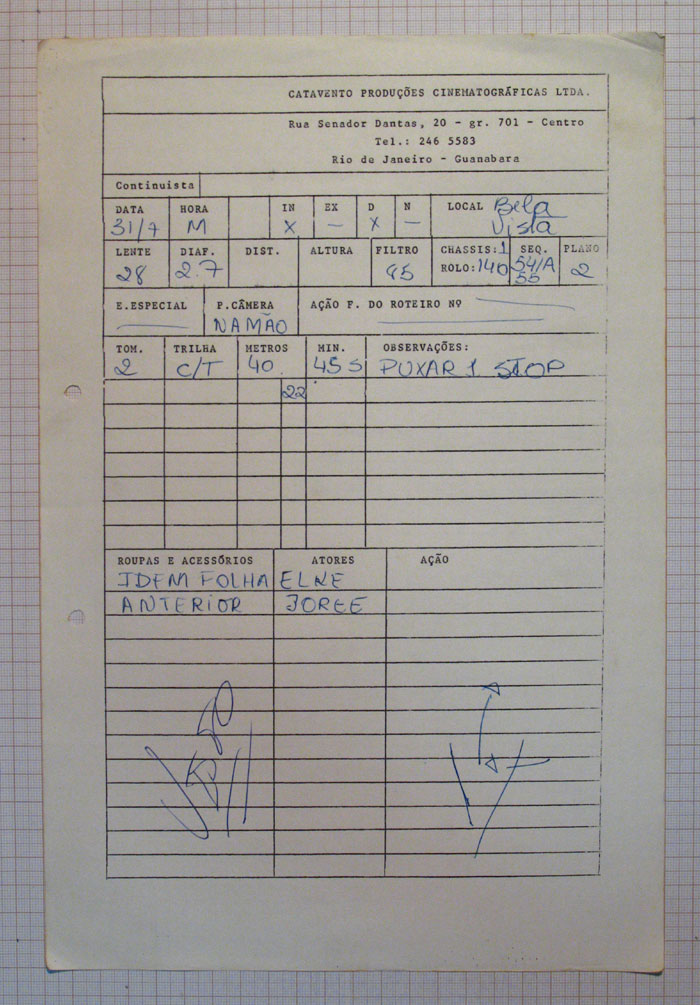 CATAVENTO PRODUÇÕES CINEMATOGRÁFICAS LTDA.
Rua Senador Dantas, 20 - gr. 701 - Centro
Tel.: 246 5583
Rio de Janeiro - Guanabara
Continuista
DATA HORA IN EX D N LOCAL Bela
31/7 M X — X — Vista
LENTE DIAF. DIST. ALTURA FILTRO CHASSIS: 1 SEQ. PLANO
28 2.7 85 ROLO: 140 54/A 2
55
E.ESPECIAL P.CÂMERA AÇÃO P. DO ROTEIRO Nº
NA MÃO
TOM. TRILHA METROS MIN. OBSERVAÇÕES:
2 C/T 40 45 S PUXAR 1 STOP
22
ROUPAS E ACESSÓRIOS ATORES AÇÃO
IDEM FOLHA ELKE
ANTERIOR JORGE